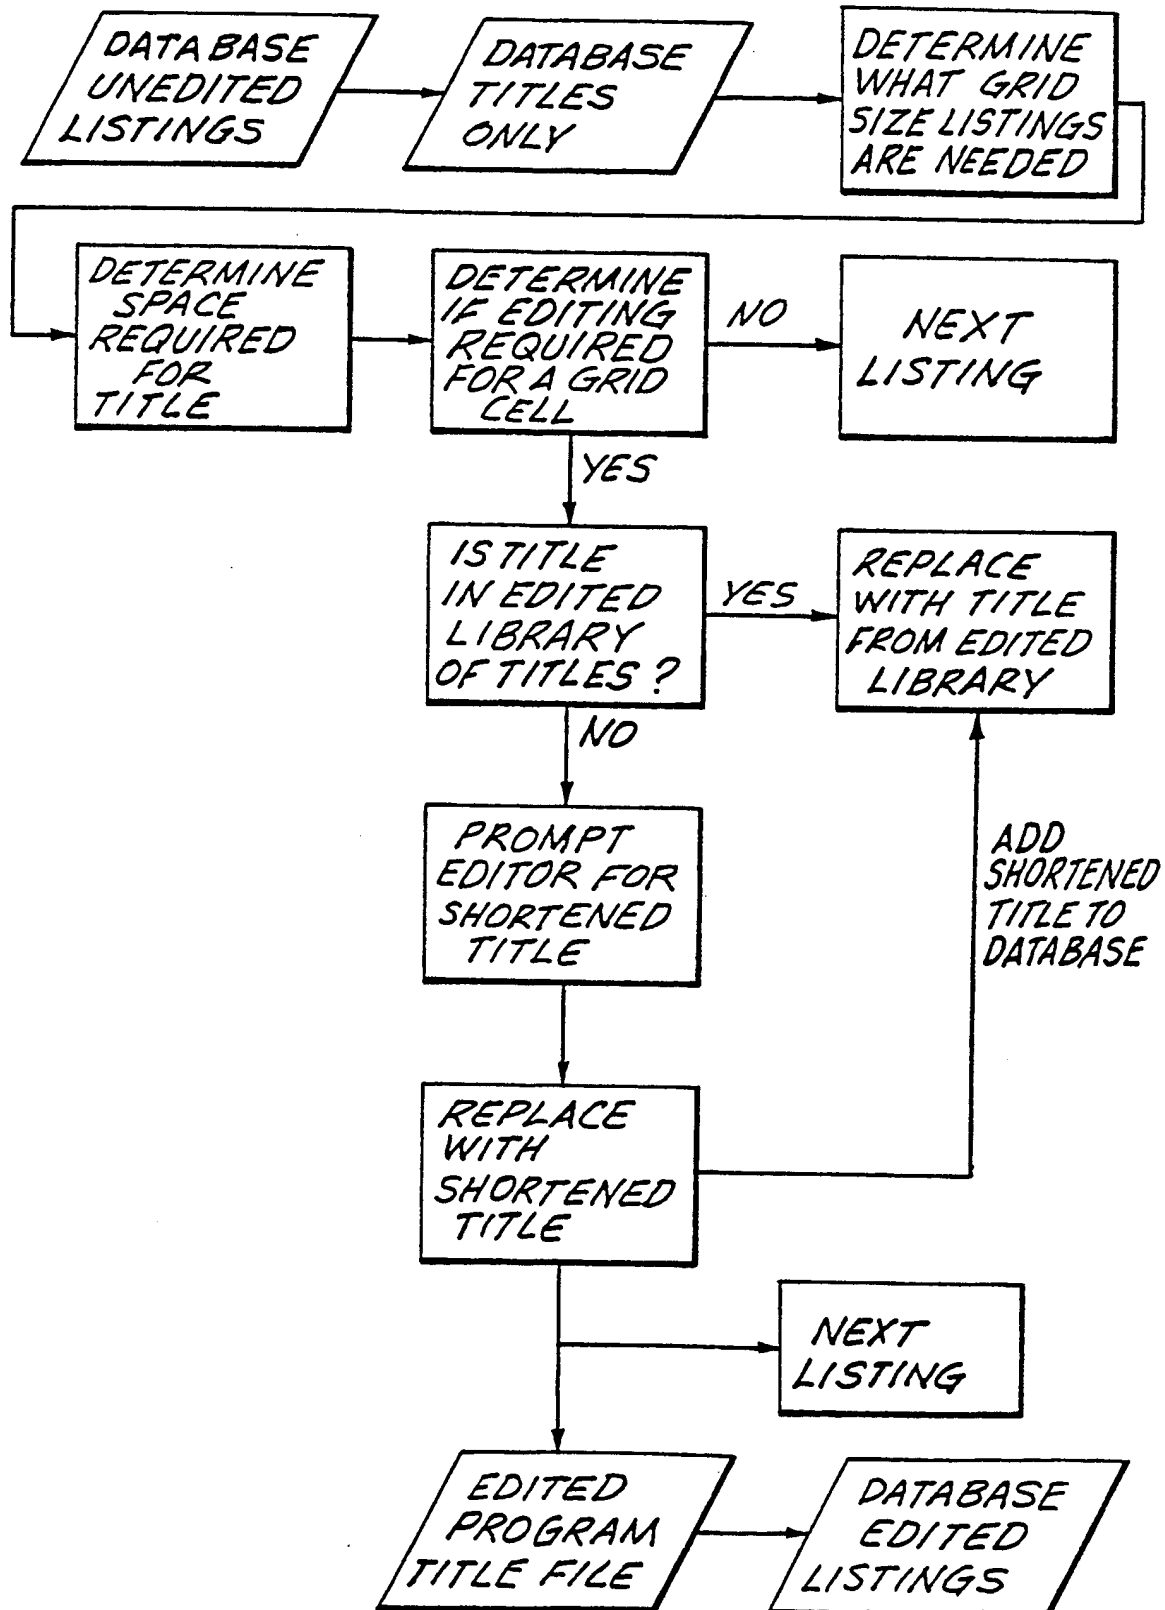 DATABASE
UNEDITED
LISTINGS
DATABASE
TITLES
ONLY
DETERMINE
WHAT GRID
SIZE LISTINGS
ARE NEEDED
DETERMINE
SPACE
REQUIRED
FOR
TITLE
DETERMINE
IF EDITING
REQUIRED
FOR A GRID
CELL
NO
NEXT
LISTING
YES
IS TITLE
IN EDITED
LIBRARY
OF TITLES?
YES
REPLACE
WITH TITLE
FROM EDITED
LIBRARY
NO
PROMPT
EDITOR FOR
SHORTENED
TITLE
ADD
SHORTENED
TITLE TO
DATABASE
REPLACE
WITH
SHORTENED
TITLE
NEXT
LISTING
EDITED
PROGRAM
TITLE FILE
DATABASE
EDITED
LISTINGS